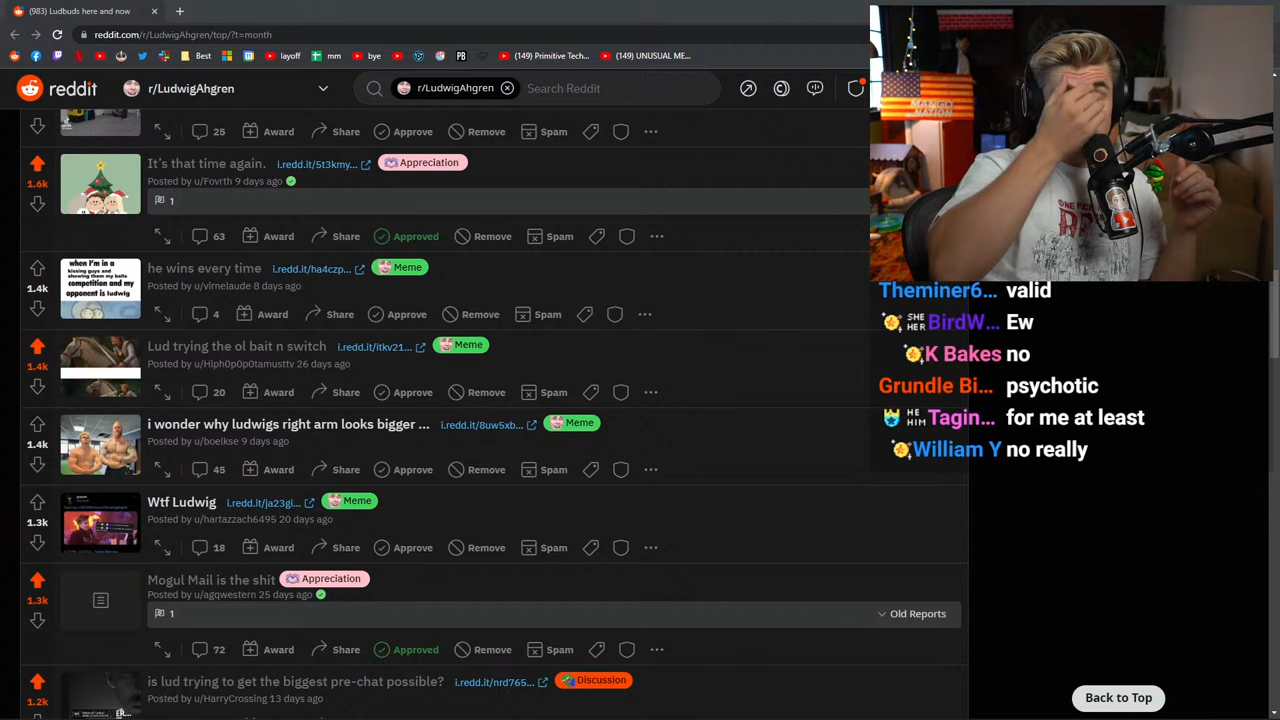 (983) Ludbuds here and now
reddit.com/r/LudwigAhgren/top/?t=month
Best layoff mm bye PB (149) Primitive Tech... (149) UNUSUAL ME...
reddit r/LudwigAhgren r/LudwigAhgren Search Reddit
Award Share Approve Remove Spam
It's that time again. i.redd.it/5t3kmy... Appreciation
1.6k
Posted by u/Fovrth 9 days ago
1
63 Award Share Approved Remove Spam
when I'm in a
kissing guys and
showing them my balls
competition and my
opponent is ludwig
he wins every time i.redd.it/ha4czp... Meme
1.4k
Posted by u/virnelaude 8 days ago
4 Award Share Approve Remove Spam
Lud trying the ol bait n switch i.redd.it/itkv21... Meme
1.4k
Posted by u/Hiph0p0p0tamusttv 26 days ago
20 Award Share Approve Remove Spam
i wonder why Ludwigs right arm looks bigger ... i.redd.it/8uw5xb... Meme
1.4k
Posted by u/boelkse 9 days ago
45 Award Share Approve Remove Spam
Wtf Ludwig i.redd.it/ja23gi... Meme
1.3k
Posted by u/hartazzach6495 20 days ago
18 Award Share Approve Remove Spam
Mogul Mail is the shit Appreciation
1.3k
Posted by u/agqwestern 25 days ago
1 Old Reports
72 Award Share Approved Remove Spam
is lud trying to get the biggest pre-chat possible? i.redd.it/nrd765... Discussion
1.2k
Posted by u/HarryCrossing 13 days ago
MANGO
NATION
Theminer6... valid
SHE HER BirdW... Ew
K Bakes no
Grundle Bi... psychotic
HE HIM Tagin... for me at least
William Y no really
Back to Top